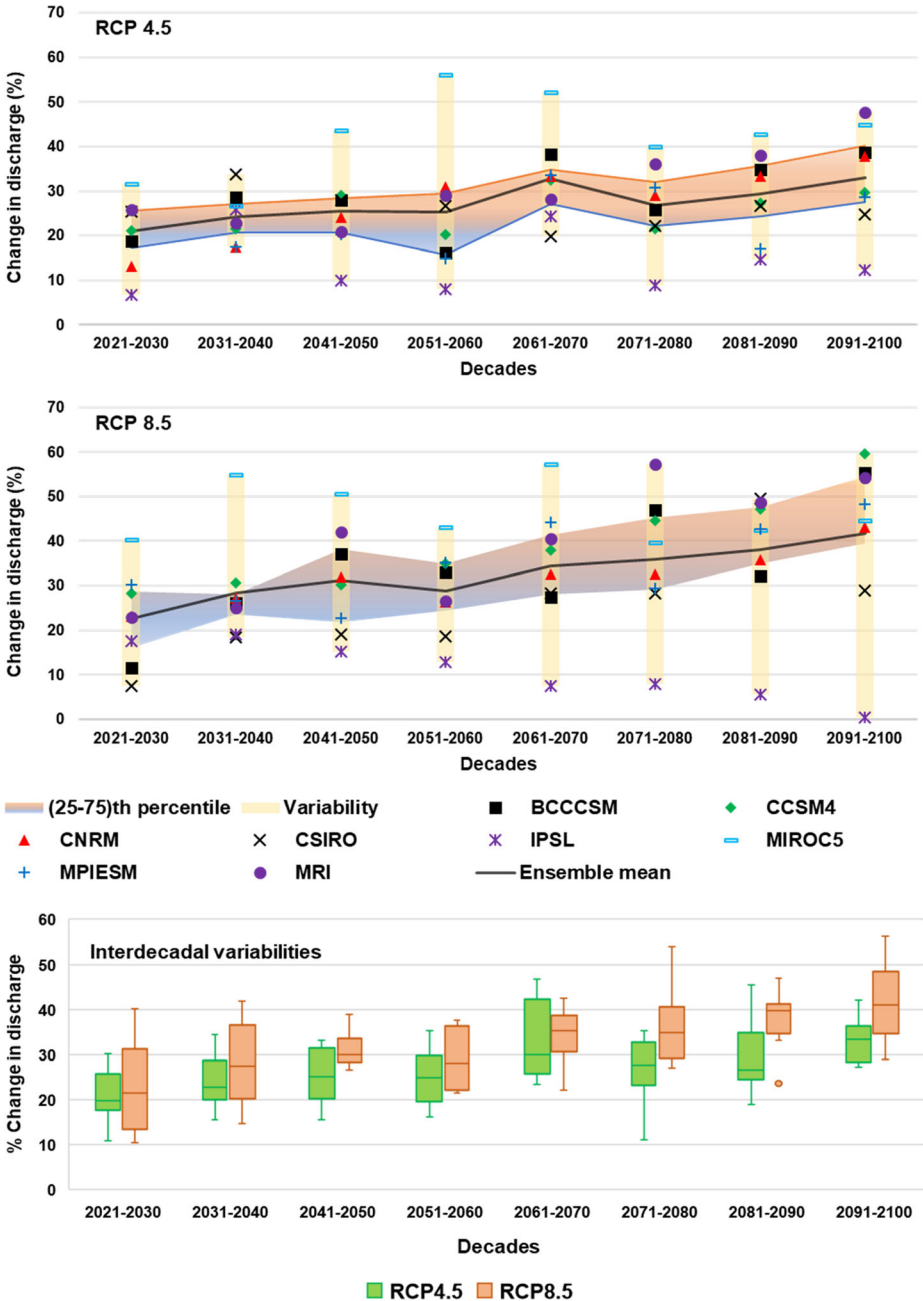 RCP 4.5
Change in discharge (%)
70
60
50
40
30
20
10
0
2021-2030 2031-2040 2041-2050 2051-2060 2061-2070 2071-2080 2081-2090 2091-2100
Decades
RCP 8.5
Change in discharge (%)
70
60
50
40
30
20
10
0
2021-2030 2031-2040 2041-2050 2051-2060 2061-2070 2071-2080 2081-2090 2091-2100
Decades
(25-75)th percentile Variability BCCCSM CCSM4
CNRM CSIRO IPSL MIROC5
MPIESM MRI Ensemble mean
Interdecadal variabilities
% Change in discharge
60
50
40
30
20
10
0
2021-2030 2031-2040 2041-2050 2051-2060 2061-2070 2071-2080 2081-2090 2091-2100
Decades
RCP4.5 RCP8.5